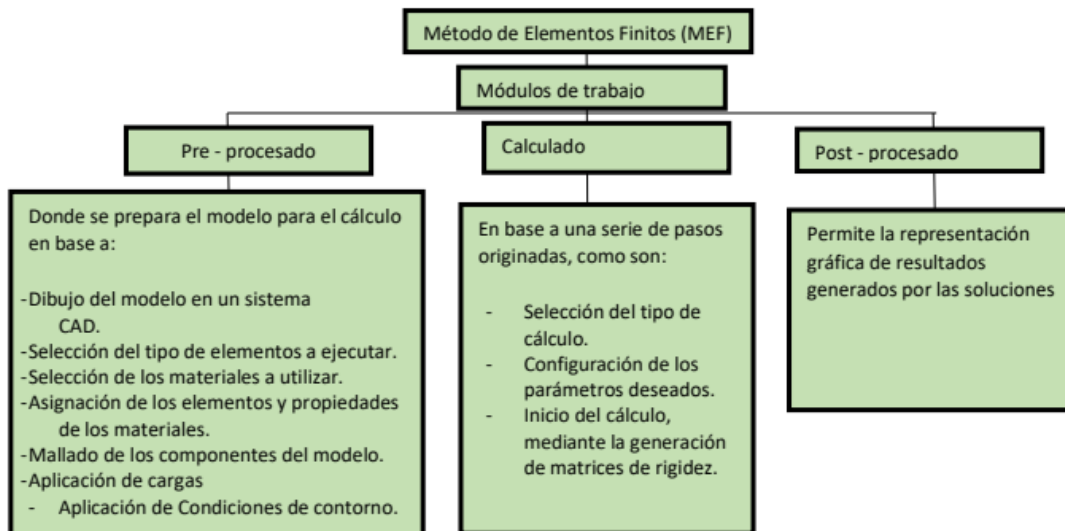 Método de Elementos Finitos (MEF)
Módulos de trabajo
Pre - procesado
Calculado
Post - procesado
Donde se prepara el modelo para el cálculo
en base a:
-Dibujo del modelo en un sistema
CAD.
-Selección del tipo de elementos a ejecutar.
-Selección de los materiales a utilizar.
-Asignación de los elementos y propiedades
de los materiales.
-Mallado de los componentes del modelo.
-Aplicación de cargas
- Aplicación de Condiciones de contorno.
En base a una serie de pasos
originadas, como son:
- Selección del tipo de
cálculo.
- Configuración de los
parámetros deseados.
- Inicio del cálculo,
mediante la generación
de matrices de rigidez.
Permite la representación
gráfica de resultados
generados por las soluciones